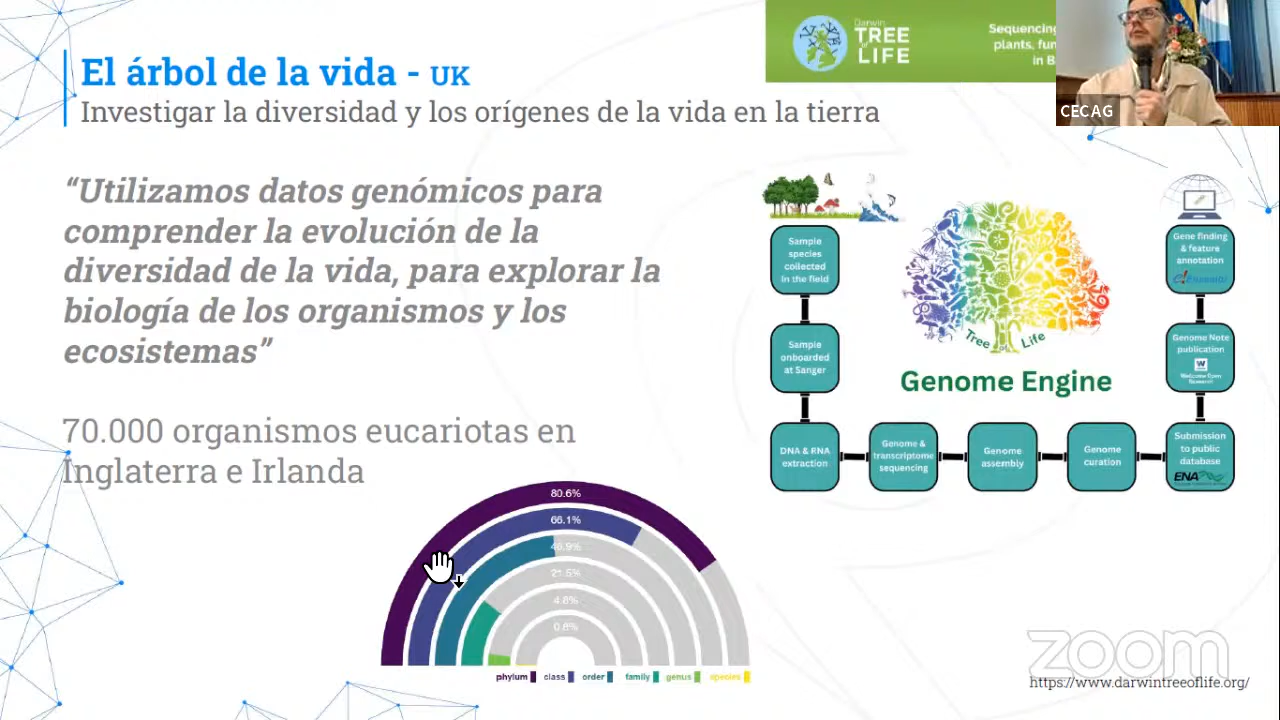 El árbol de la vida - UK
Investigar la diversidad y los orígenes de la vida en la tierra
Darwin
TREE
of
LIFE
Sequencing
plants, fun
in B
CECAG
“Utilizamos datos genómicos para
comprender la evolución de la
diversidad de la vida, para explorar la
biología de los organismos y los
ecosistemas”
70.000 organismos eucariotas en
Inglaterra e Irlanda
Sample
species
collected
in the field
Sample
onboarded
at Sanger
DNA & RNA
extraction
Genome &
transcriptome
sequencing
Genome
assembly
Genome
curation
Submission
to public
database
ENA
Genome Note
publication
W
Wellcome Open
Research
Gene finding
& feature
annotation
e!Ensembl
Tree of Life
Genome Engine
80.6%
66.1%
21.5%
4.8%
0.8%
phylum
class
order
family
genus
species
zoom
https://www.darwintreeoflife.org/